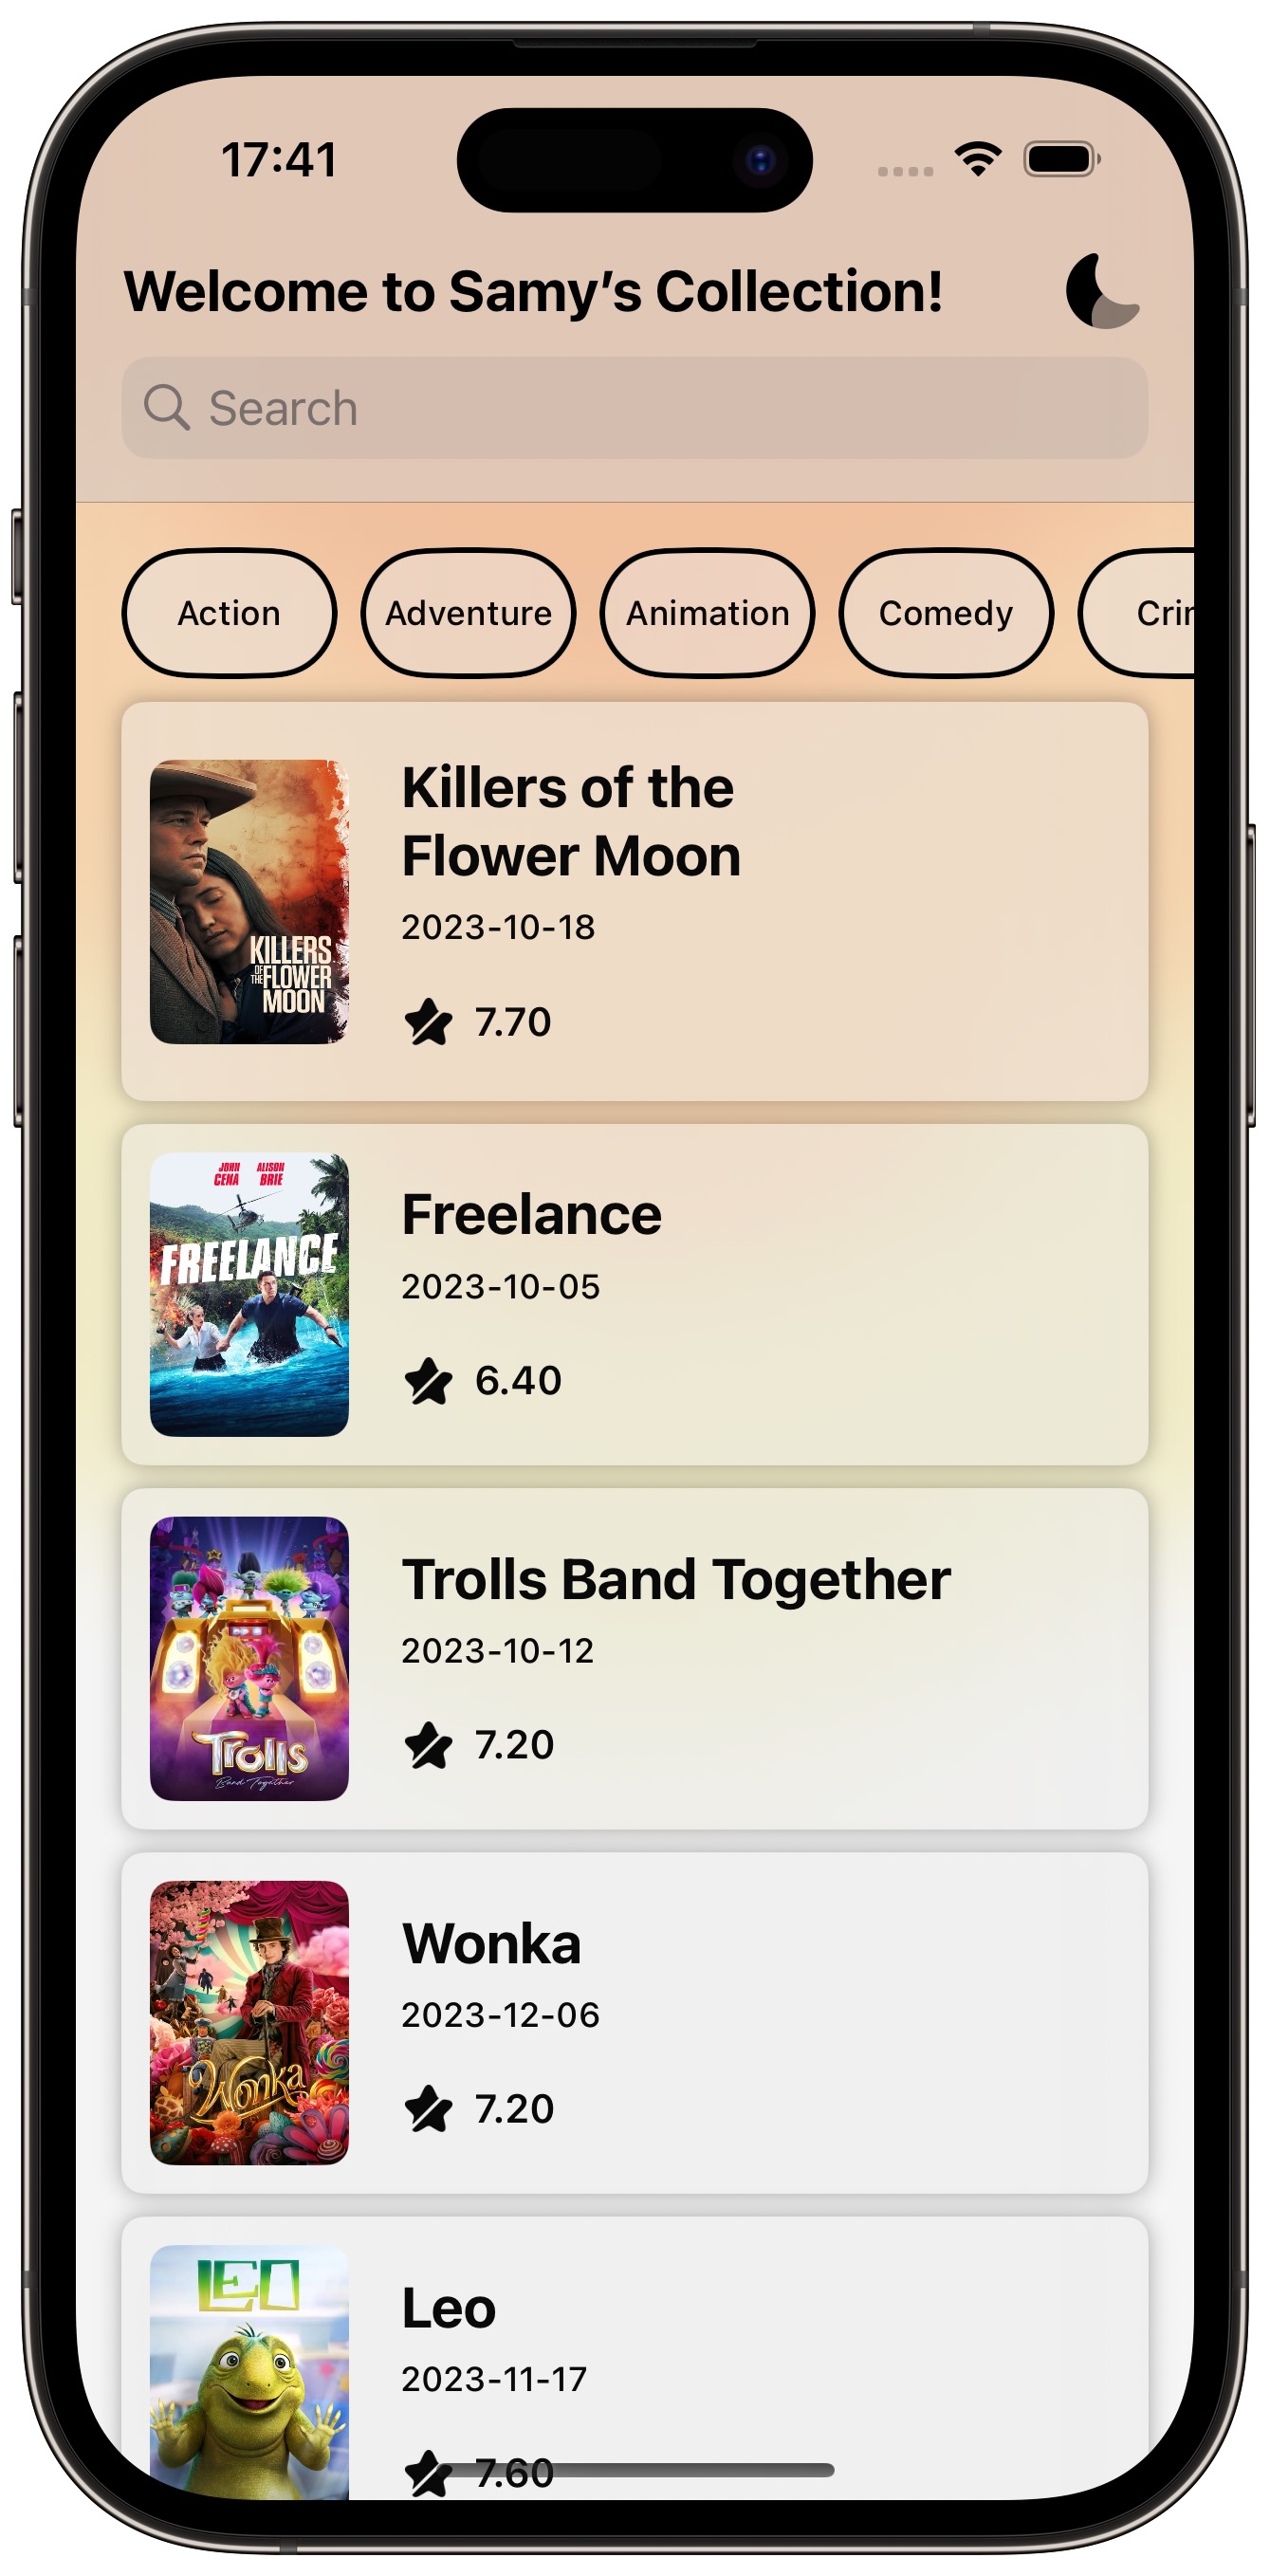 17:41
Welcome to Samy’s Collection!
Search
Action
Adventure
Animation
Comedy
Crir
KILLERS
OF THE FLOWER
MOON
Killers of the
Flower Moon
2023-10-18
7.70
JOHN CENA
ALISON BRIE
FREELANCE
Freelance
2023-10-05
6.40
Trolls
Band Together
Trolls Band Together
2023-10-12
7.20
Wonka
Wonka
2023-12-06
7.20
LEO
Leo
2023-11-17
7.60